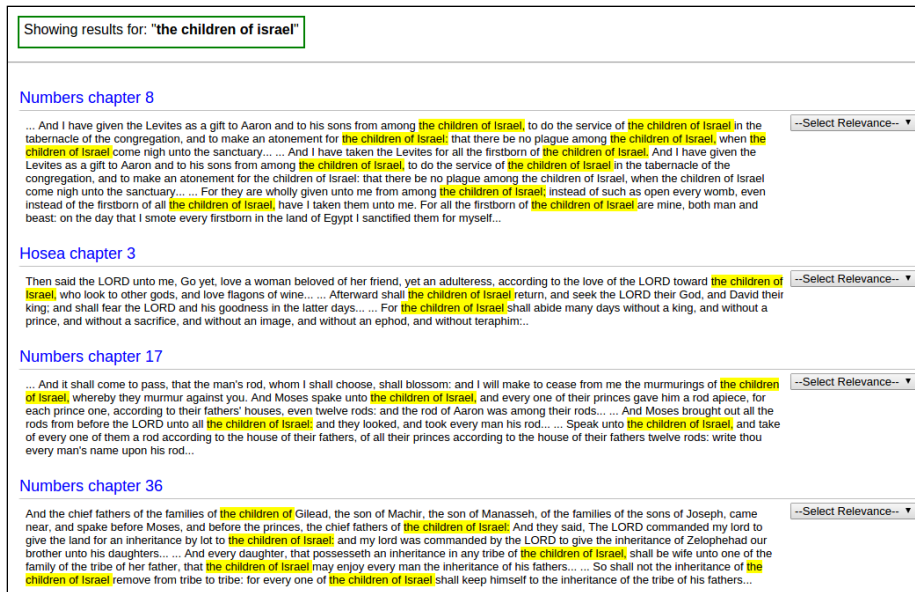 Showing results for: "the children of israel"
Numbers chapter 8
... And I have given the Levites as a gift to Aaron and to his sons from among the children of Israel, to do the service of the children of Israel in the
--Select Relevance--
tabernacle of the congregation, and to make an atonement for the children of Israel: that there be no plague among the children of Israel, when the
children of Israel come nigh unto the sanctuary... ... And I have taken the Levites for all the firstborn of the children of Israel. And I have given the
Levites as a gift to Aaron and to his sons from among the children of Israel, to do the service of the children of Israel in the tabernacle of the
congregation, and to make an atonement for the children of Israel: that there be no plague among the children of Israel, when the children of Israel
come nigh unto the sanctuary... ... For they are wholly given unto me from among the children of Israel; instead of such as open every womb, even
instead of the firstborn of all the children of Israel, have I taken them unto me. For all the firstborn of the children of Israel are mine, both man and
beast: on the day that I smote every firstborn in the land of Egypt I sanctified them for myself...
Hosea chapter 3
Then said the LORD unto me, Go yet, love a woman beloved of her friend, yet an adulteress, according to the love of the LORD toward the children of
--Select Relevance--
Israel, who look to other gods, and love flagons of wine... ... Afterward shall the children of Israel return, and seek the LORD their God, and David their
king; and shall fear the LORD and his goodness in the latter days... ... For the children of Israel shall abide many days without a king, and without a
prince, and without a sacrifice, and without an image, and without an ephod, and without teraphim:..
Numbers chapter 17
... And it shall come to pass, that the man's rod, whom I shall choose, shall blossom: and I will make to cease from me the murmurings of the children
--Select Relevance--
of Israel, whereby they murmur against you. And Moses spake unto the children of Israel, and every one of their princes gave him a rod apiece, for
each prince one, according to their fathers' houses, even twelve rods: and the rod of Aaron was among their rods... ... And Moses brought out all the
rods from before the LORD unto all the children of Israel: and they looked, and took every man his rod... ... Speak unto the children of Israel, and take
of every one of them a rod according to the house of their fathers, of all their princes according to the house of their fathers twelve rods: write thou
every man's name upon his rod...
Numbers chapter 36
And the chief fathers of the families of the children of Gilead, the son of Machir, the son of Manasseh, of the families of the sons of Joseph, came
--Select Relevance--
near, and spake before Moses, and before the princes, the chief fathers of the children of Israel: And they said, The LORD commanded my lord to
give the land for an inheritance by lot to the children of Israel: and my lord was commanded by the LORD to give the inheritance of Zelophehad our
brother unto his daughters... ... And every daughter, that possesseth an inheritance in any tribe of the children of Israel, shall be wife unto one of the
family of the tribe of her father, that the children of Israel may enjoy every man the inheritance of his fathers... ... So shall not the inheritance of the
children of Israel remove from tribe to tribe: for every one of the children of Israel shall keep himself to the inheritance of the tribe of his fathers...